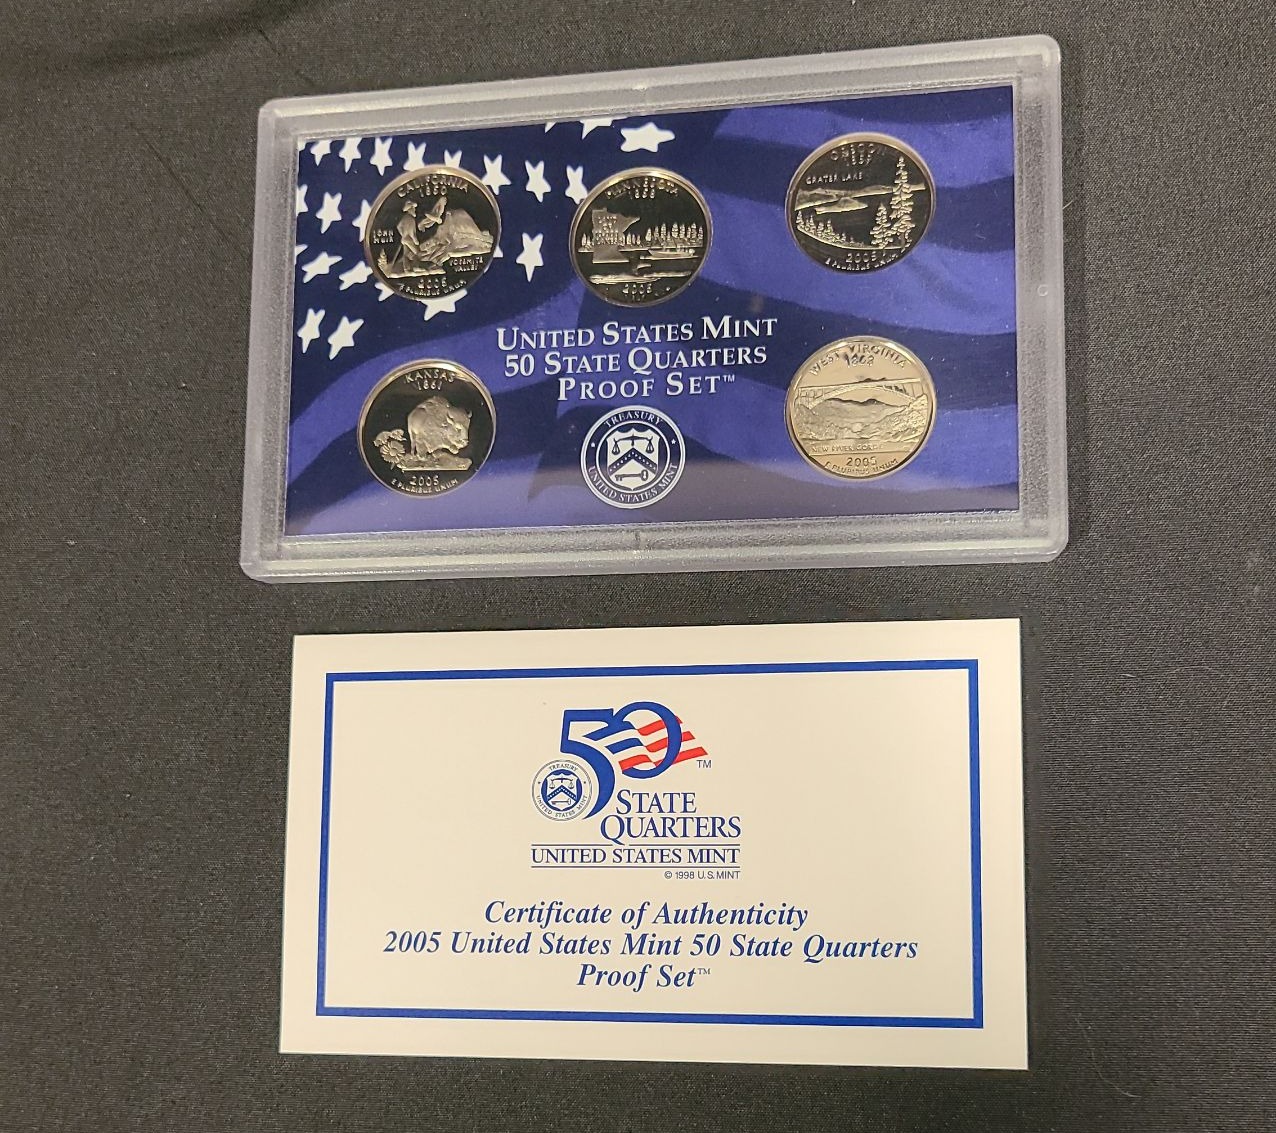 CALIFORNIA
1850
JOHN
MUIR
YOSEMITE
VALLEY
2005
E PLURIBUS UNUM
MINNESOTA
1858
2005
OREGON
1859
CRATER LAKE
2005
E PLURIBUS UNUM
UNITED STATES MINT
50 STATE QUARTERS
PROOF SET™
KANSAS
1861
2005
E PLURIBUS UNUM
TREASURY
UNITED STATES MINT
WEST VIRGINIA
1863
NEW RIVER GORGE
2005
E PLURIBUS UNUM
50 TM
TREASURY
UNITED STATES MINT
STATE
QUARTERS
UNITED STATES MINT
© 1998 U.S. MINT
Certificate of Authenticity
2005 United States Mint 50 State Quarters
Proof Set™